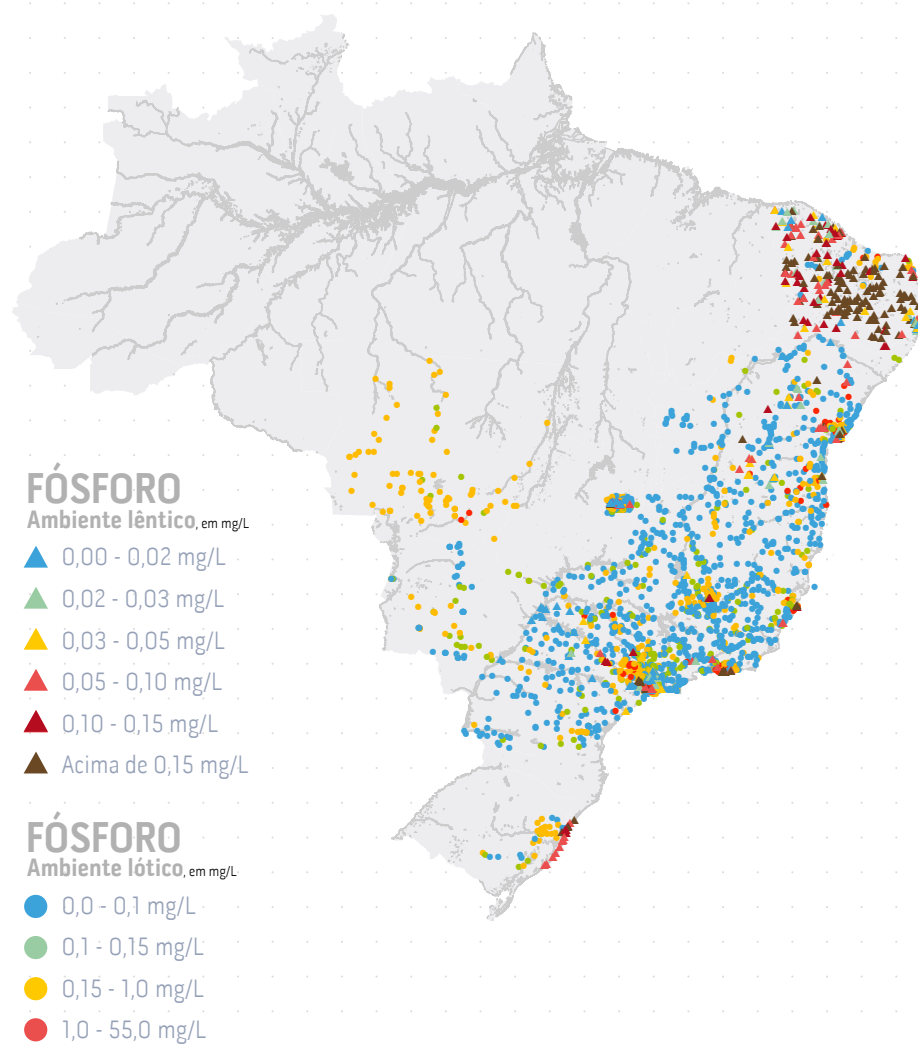 FÓSFORO
Ambiente lêntico, em mg/L
0,00 - 0,02 mg/L
0,02 - 0,03 mg/L
0,03 - 0,05 mg/L
0,05 - 0,10 mg/L
0,10 - 0,15 mg/L
Acima de 0,15 mg/L
FÓSFORO
Ambiente lótico, em mg/L
0,0 - 0,1 mg/L
0,1 - 0,15 mg/L
0,15 - 1,0 mg/L
1,0 - 55,0 mg/L